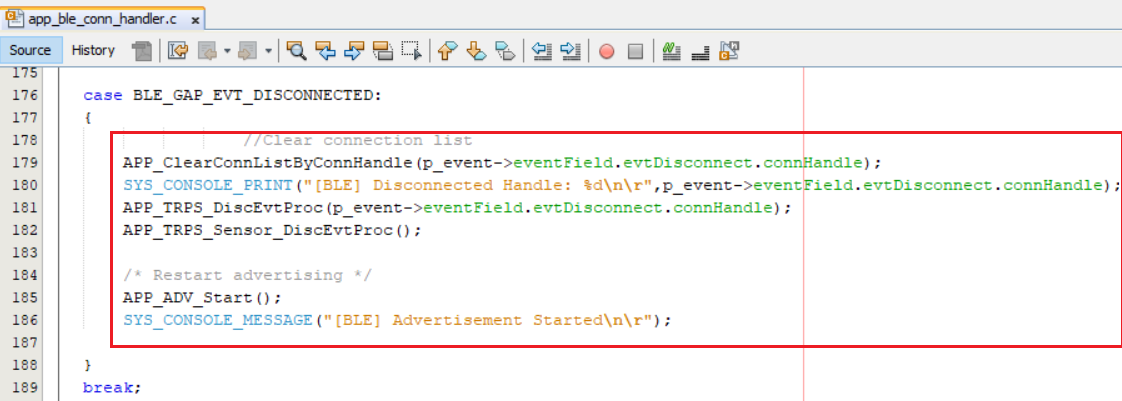 app_ble_conn_handler.c x
Source History
175
176 case BLE_GAP_EVT_DISCONNECTED:
177 {
178 //Clear connection list
179 APP_ClearConnListByConnHandle(p_event->eventField.evtDisconnect.connHandle);
180 SYS_CONSOLE_PRINT("[BLE] Disconnected Handle: %d\n\r",p_event->eventField.evtDisconnect.connHandle);
181 APP_TRPS_DiscEvtProc(p_event->eventField.evtDisconnect.connHandle);
182 APP_TRPS_Sensor_DiscEvtProc();
183
184 /* Restart advertising */
185 APP_ADV_Start();
186 SYS_CONSOLE_MESSAGE("[BLE] Advertisement Started\n\r");
187
188 }
189 break;